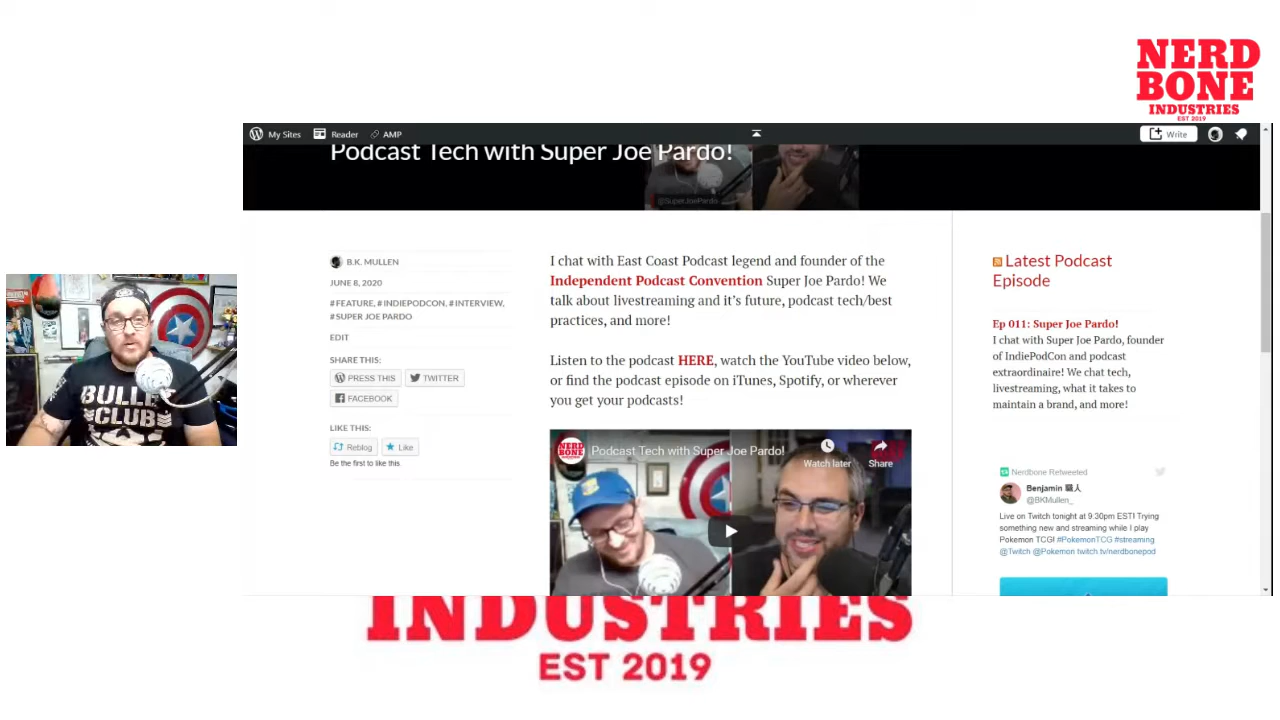 NERD
BONE
INDUSTRIES
EST 2019
My Sites
Reader
AMP
Write
Podcast Tech with Super Joe Pardo!
@SuperJoePardo
B.K. MULLEN
JUNE 8, 2020
#FEATURE, #INDIEPODCON, #INTERVIEW,
#SUPER JOE PARDO
EDIT
SHARE THIS:
PRESS THIS
TWITTER
FACEBOOK
LIKE THIS:
Reblog
Like
Be the first to like this.
I chat with East Coast Podcast legend and founder of the
Independent Podcast Convention Super Joe Pardo! We
talk about livestreaming and it's future, podcast tech/best
practices, and more!
Listen to the podcast HERE, watch the YouTube video below,
or find the podcast episode on iTunes, Spotify, or wherever
you get your podcasts!
NERD
BONE
Podcast Tech with Super Joe Pardo!
Watch later
Share
Latest Podcast
Episode
Ep 011: Super Joe Pardo!
I chat with Super Joe Pardo, founder
of IndiePodCon and podcast
extraordinaire! We chat tech,
livestreaming, what it takes to
maintain a brand, and more!
Nerdbone Retweeted
Benjamin 職人
@BKMullen_
Live on Twitch tonight at 9:30pm EST! Trying
something new and streaming while I play
Pokemon TCG! #PokemonTCG #streaming
@Twitch @Pokemon twitch.tv/nerdbonepod
BULLET
CLUB
INDUSTRIES
EST 2019